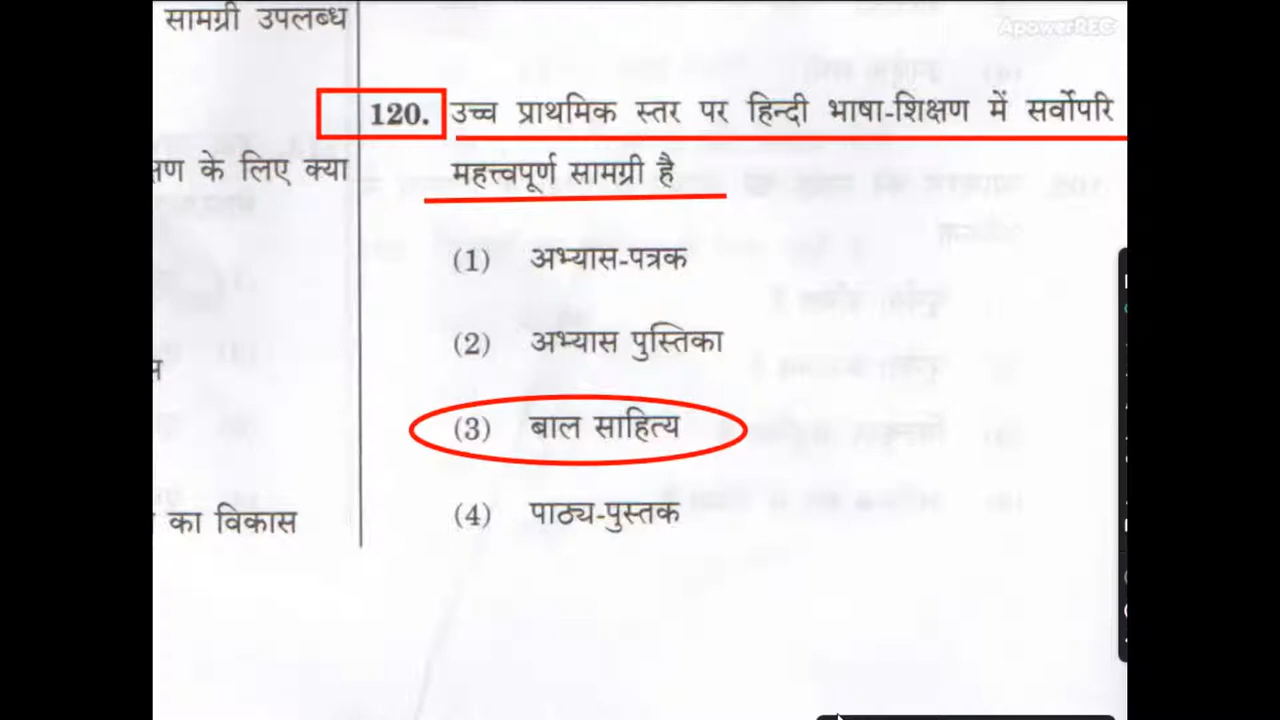 सामग्री उपलब्ध
ApowerREC
120. उच्च प्राथमिक स्तर पर हिन्दी भाषा-शिक्षण में सर्वोपरि
के लिए क्या
महत्त्वपूर्ण सामग्री है
(1) अभ्यास-पत्रक
(2) अभ्यास पुस्तिका
(3) बाल साहित्य
(4) पाठ्य-पुस्तक
का विकास